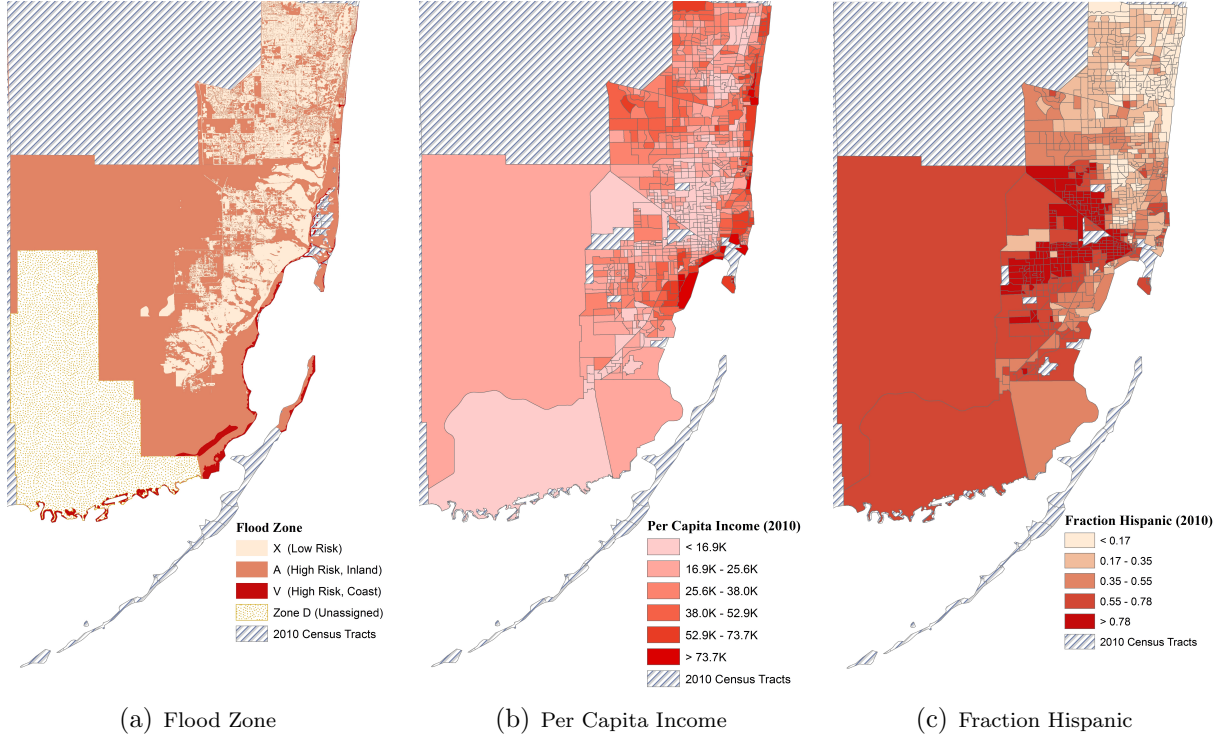 Flood Zone
X (Low Risk)
A (High Risk, Inland)
V (High Risk, Coast)
Zone D (Unassigned)
2010 Census Tracts
(a) Flood Zone
Per Capita Income (2010)
< 16.9K
16.9K - 25.6K
25.6K - 38.0K
38.0K - 52.9K
52.9K - 73.7K
> 73.7K
2010 Census Tracts
(b) Per Capita Income
Fraction Hispanic (2010)
< 0.17
0.17 - 0.35
0.35 - 0.55
0.55 - 0.78
> 0.78
2010 Census Tracts
(c) Fraction Hispanic